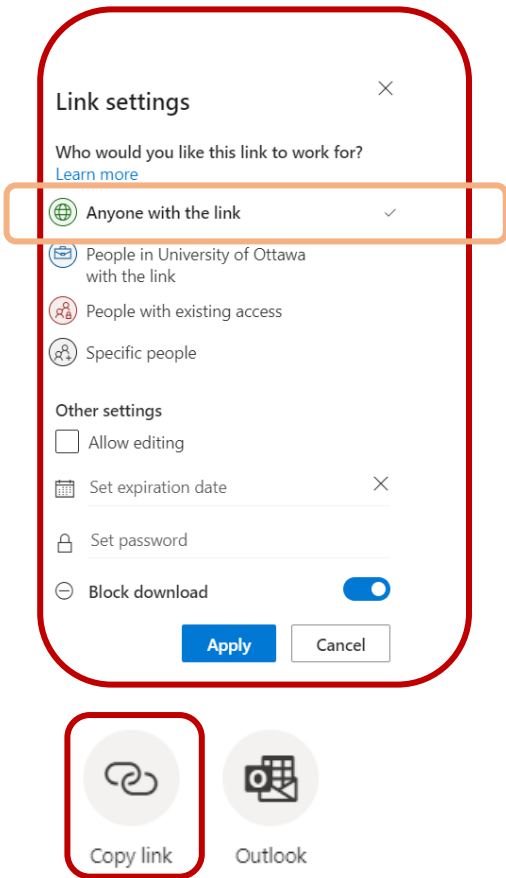 Link settings
Who would you like this link to work for?
Learn more
Anyone with the link
People in University of Ottawa
with the link
People with existing access
Specific people
Other settings
Allow editing
Set expiration date
Set password
Block download
Apply Cancel
Copy link Outlook